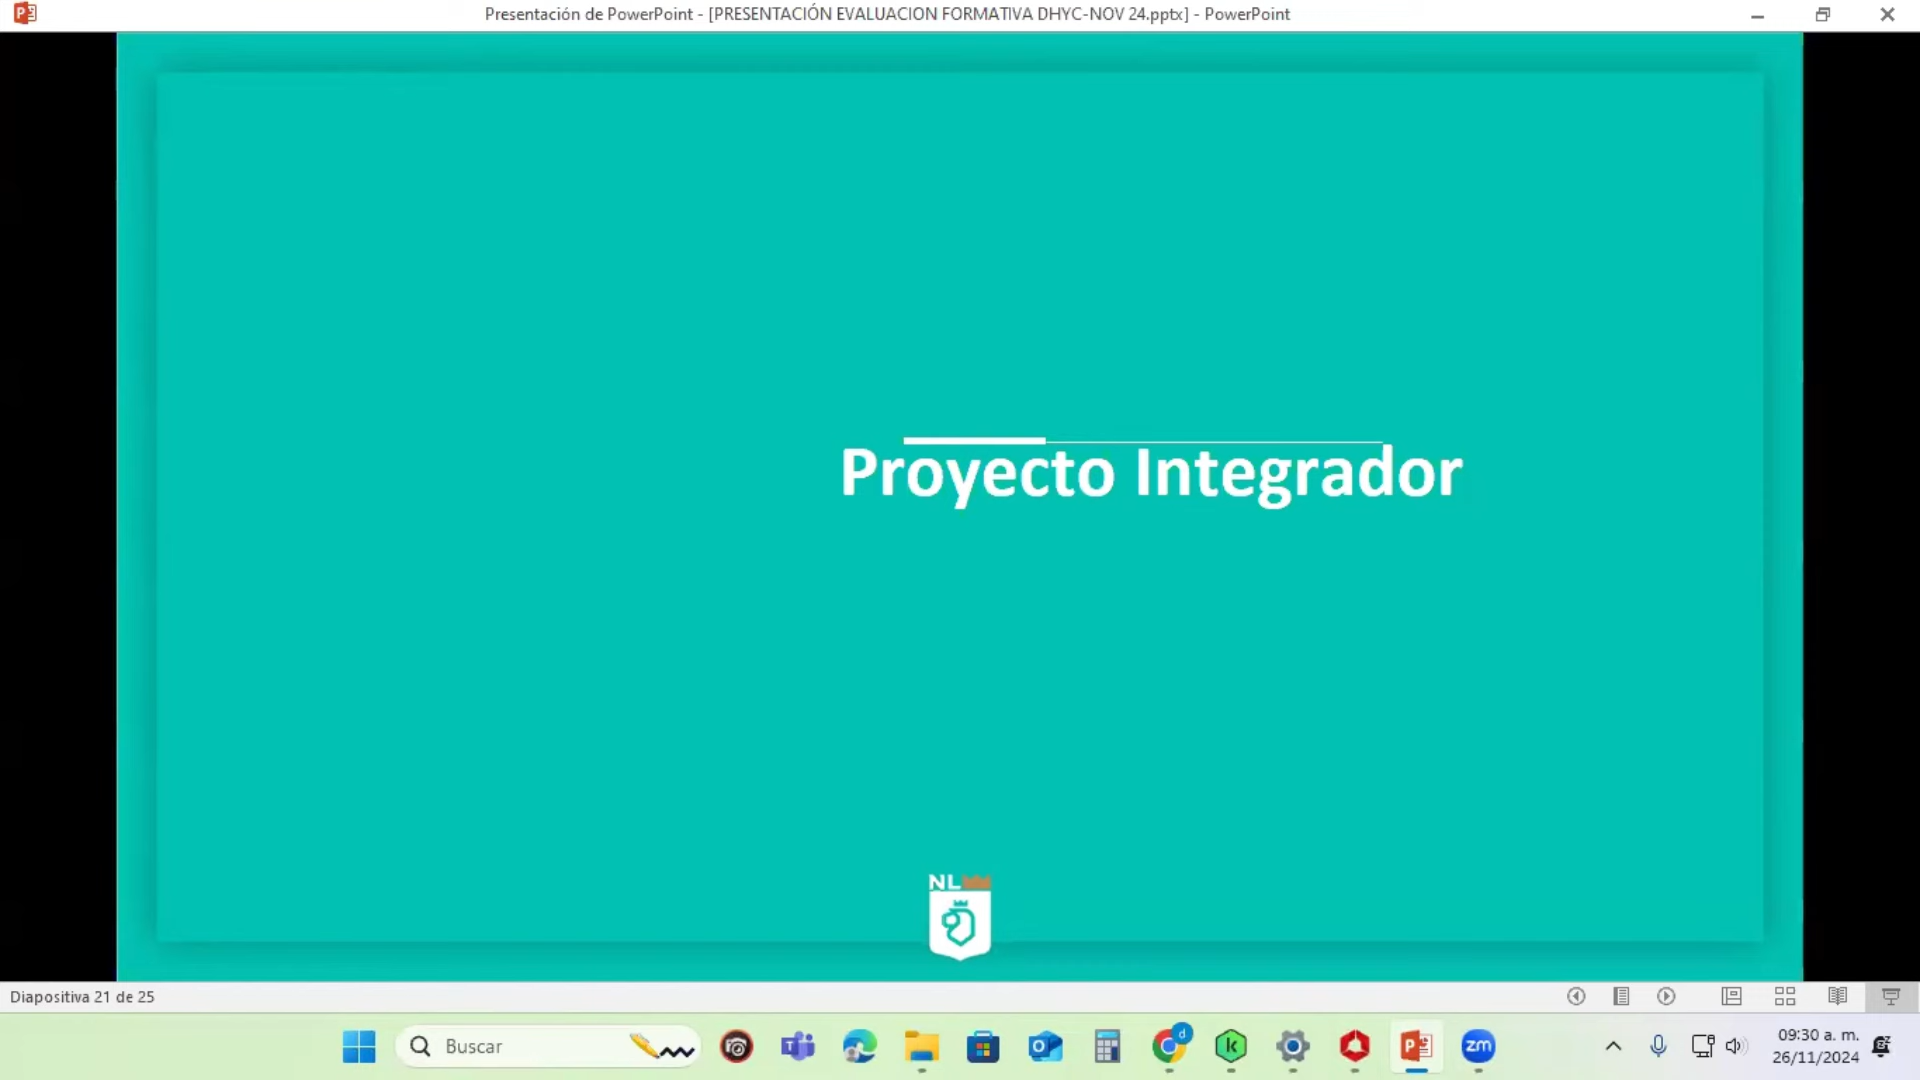 Presentación de PowerPoint - [PRESENTACIÓN EVALUACION FORMATIVA DHYC-NOV 24.pptx] - PowerPoint
Proyecto Integrador
NL
Diapositiva 21 de 25
Buscar
d
k
zm
09:30 a. m.
26/11/2024